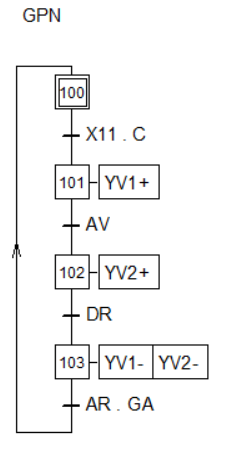 GPN
100
X11 . C
101 YV1+
AV
102 YV2+
DR
103 YV1- YV2-
AR . GA